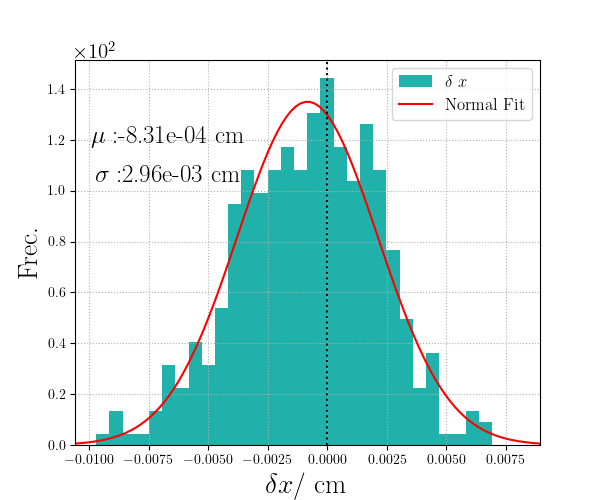 ×10²
δ x
Normal Fit
μ :-8.31e-04 cm
σ :2.96e-03 cm
Frec.
1.4
1.2
1.0
0.8
0.6
0.4
0.2
0.0
−0.0100 −0.0075 −0.0050 −0.0025 0.0000 0.0025 0.0050 0.0075
δx/ cm